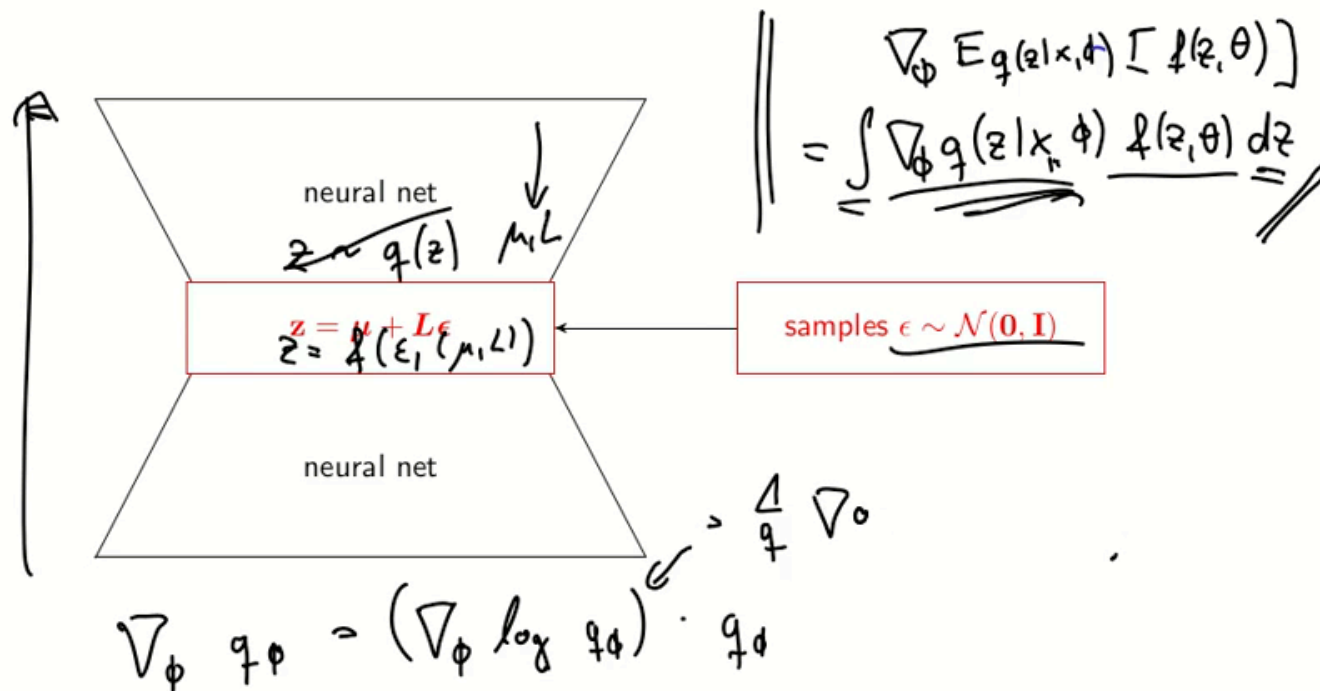 ∇_ϕ E_q(z|x,ϕ) [ f(z,θ) ]
= ∫ ∇_ϕ q(z|x,ϕ) f(z,θ) dz
neural net
z ~ q(z) μ, L
z = μ + Lϵ
z = f(ε, (μ, L))
samples ϵ ∼ N(0, I)
neural net
= 1/q ∇q
∇_ϕ q_ϕ = (∇_ϕ log q_ϕ) · q_ϕ